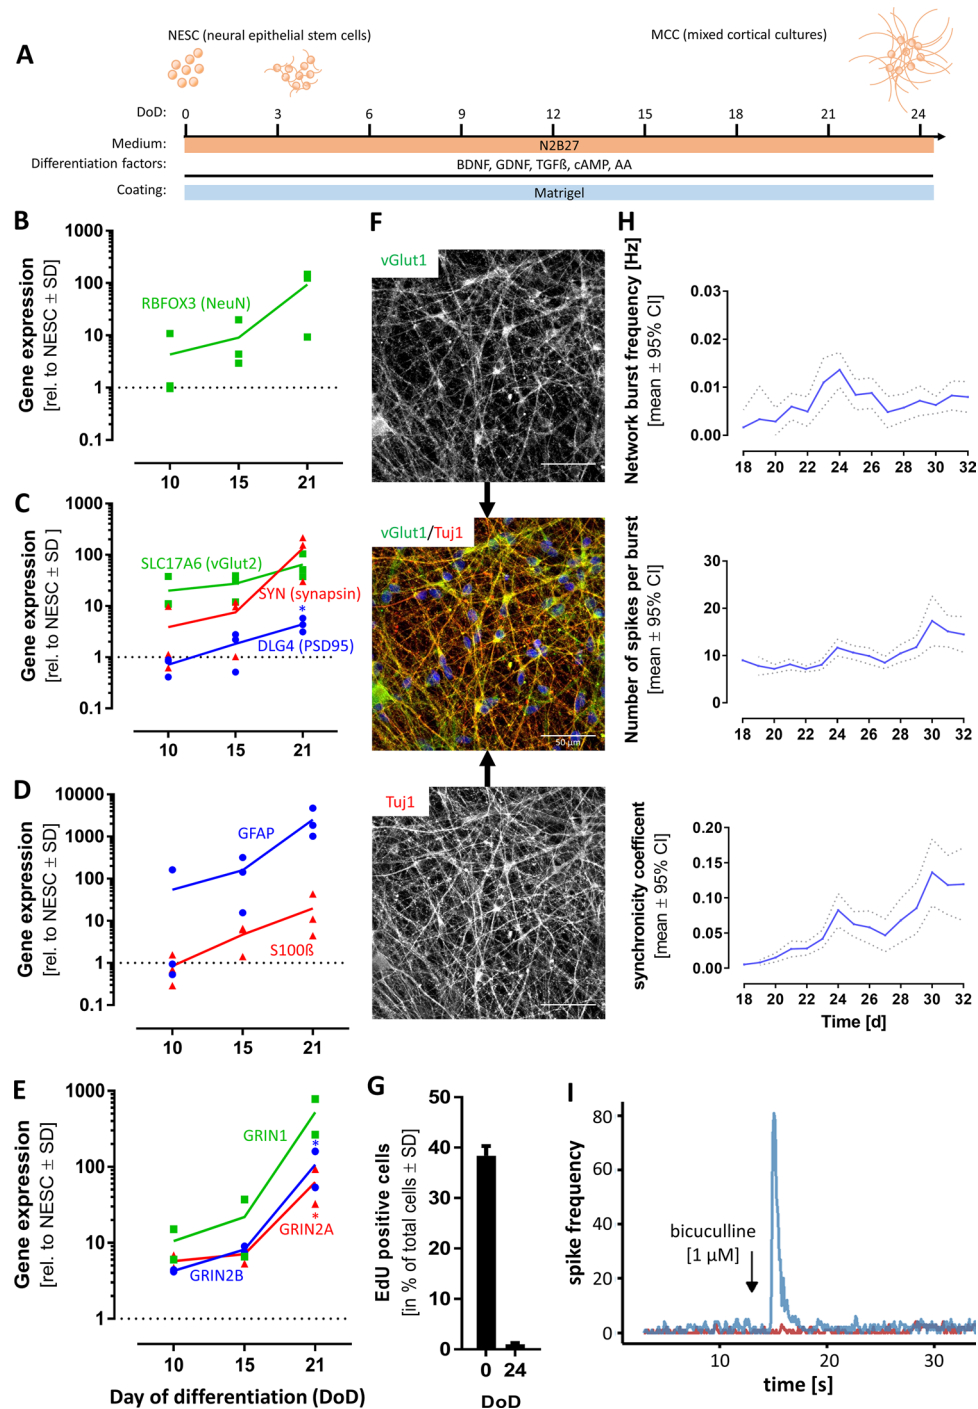 A
NESC (neural epithelial stem cells)
MCC (mixed cortical cultures)
DoD:
0 3 6 9 12 15 18 21 24
Medium:
N2B27
Differentiation factors:
BDNF, GDNF, TGFß, cAMP, AA
Coating:
Matrigel
B
Gene expression
[rel. to NESC ± SD]
1000
100
10
1
0.1
RBFOX3 (NeuN)
10 15 21
C
Gene expression
[rel. to NESC ± SD ]
1000
100
10
1
0.1
SLC17A6 (vGlut2)
SYN (synapsin)
*
DLG4 (PSD95)
10 15 21
D
Gene expression
[rel. to NESC ± SD]
10000
1000
100
10
1
0.1
GFAP
S100ß
10 15 21
E
Gene expression
[rel. to NESC ± SD]
1000
100
10
1
GRIN1
*
GRIN2A
*
GRIN2B
10 15 21
Day of differentiation (DoD)
F
vGlut1
vGlut1/Tuj1
50 µm
Tuj1
G
EdU positive cells
[in % of total cells ± SD]
50
40
30
20
10
0
0 24
DoD
H
Network burst frequency [Hz]
[mean ± 95% CI]
0.03
0.02
0.01
0.00
18 20 22 24 26 28 30 32
Number of spikes per burst
[mean ± 95% CI]
30
20
10
0
18 20 22 24 26 28 30 32
synchronicity coefficent
[mean ± 95% CI]
0.20
0.15
0.10
0.05
0.00
18 20 22 24 26 28 30 32
Time [d]
I
spike frequency
80
60
40
20
0
bicuculline
[1 µM]
10 20 30
time [s]